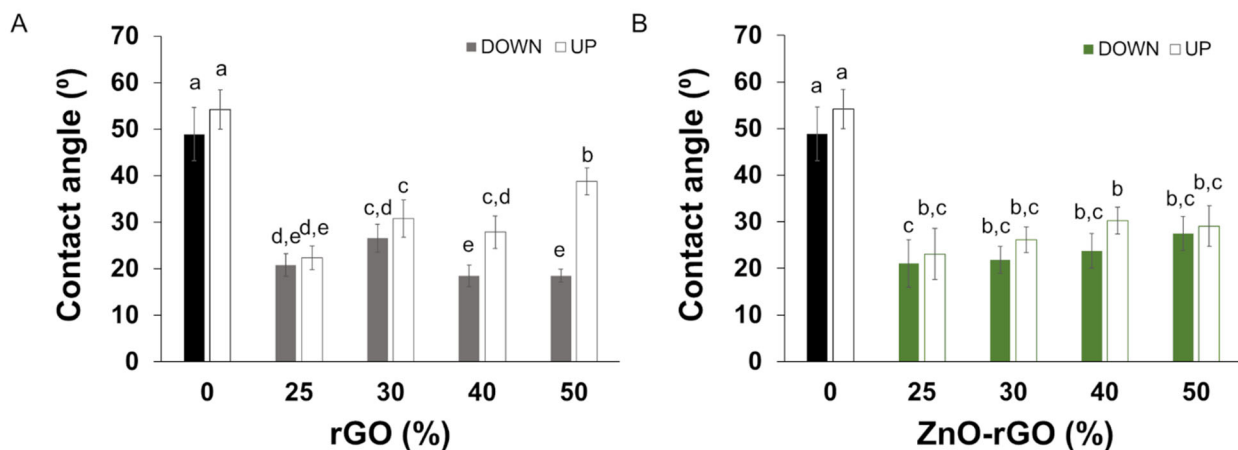 A
DOWN UP
Contact angle (º)
70
60
50
40
30
20
10
0
a a
d,e d,e
c,d c
e c,d
e b
0 25 30 40 50
rGO (%)
B
DOWN UP
Contact angle (º)
70
60
50
40
30
20
10
0
a a
c b,c
b,c b,c
b,c b
b,c b,c
0 25 30 40 50
ZnO-rGO (%)